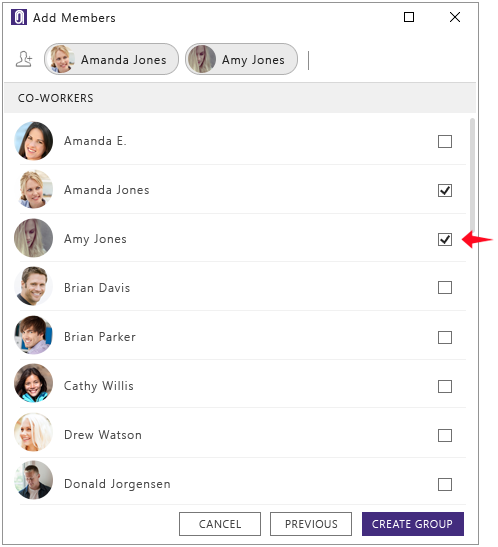 Add Members
Amanda Jones Amy Jones
CO-WORKERS
Amanda E.
Amanda Jones
Amy Jones
Brian Davis
Brian Parker
Cathy Willis
Drew Watson
Donald Jorgensen
CANCEL PREVIOUS CREATE GROUP